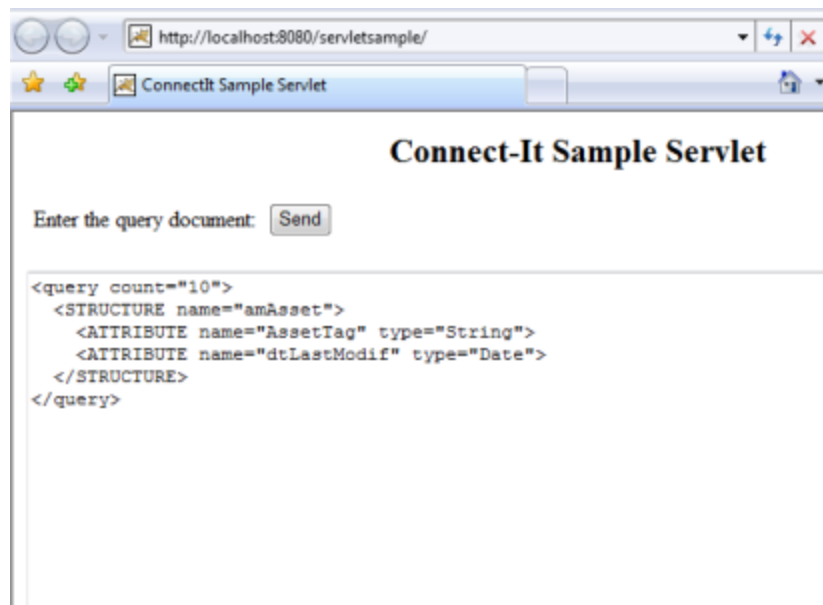 http://localhost:8080/servletsample/
ConnectIt Sample Servlet
Connect-It Sample Servlet
Enter the query document: Send
<query count="10">
<STRUCTURE name="amAsset">
<ATTRIBUTE name="AssetTag" type="String">
<ATTRIBUTE name="dtLastModif" type="Date">
</STRUCTURE>
</query>